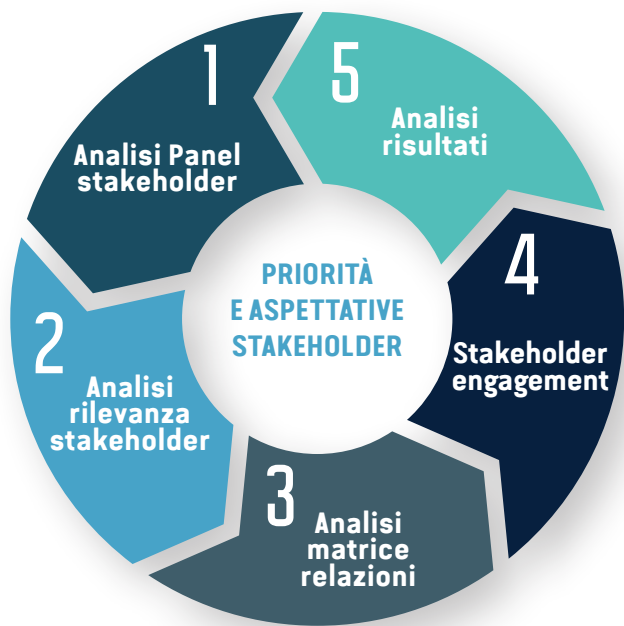 1
Analisi Panel
stakeholder
2
Analisi
rilevanza
stakeholder
3
Analisi
matrice
relazioni
4
Stakeholder
engagement
5
Analisi
risultati
PRIORITÀ
E ASPETTATIVE
STAKEHOLDER